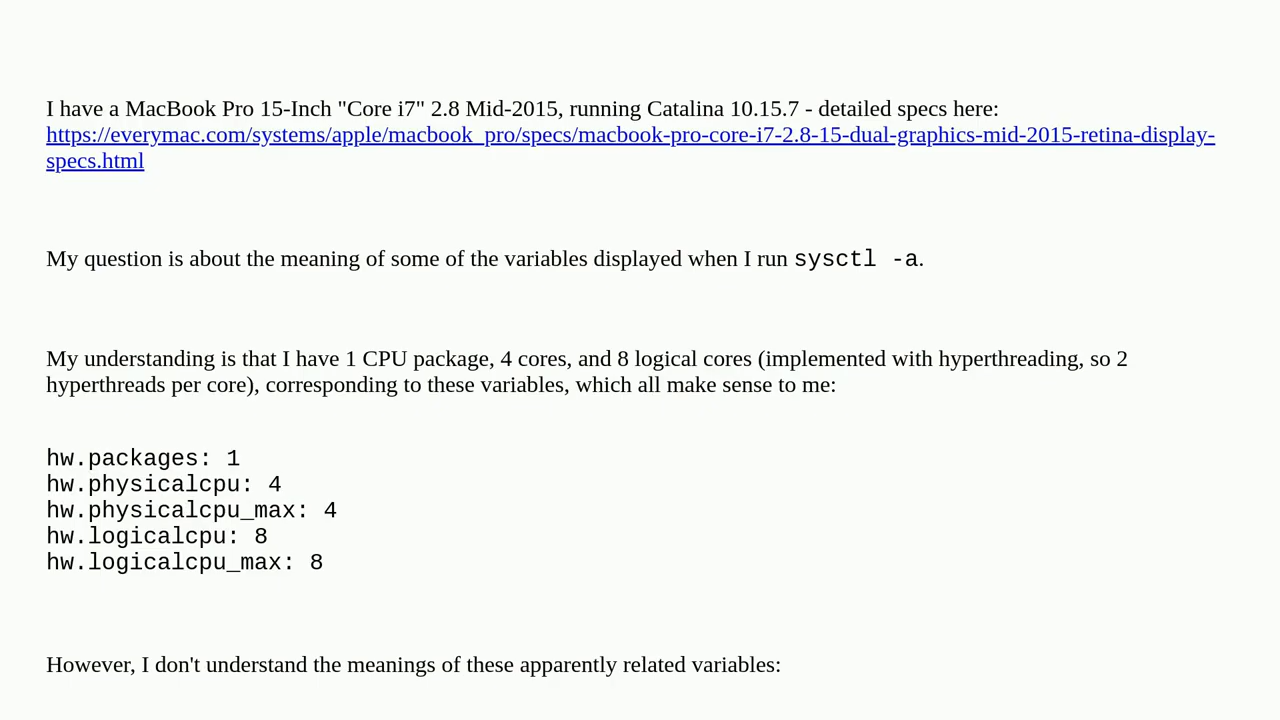 I have a MacBook Pro 15-Inch "Core i7" 2.8 Mid-2015, running Catalina 10.15.7 - detailed specs here:
https://everymac.com/systems/apple/macbook_pro/specs/macbook-pro-core-i7-2.8-15-dual-graphics-mid-2015-retina-display-
specs.html
My question is about the meaning of some of the variables displayed when I run sysctl -a.
My understanding is that I have 1 CPU package, 4 cores, and 8 logical cores (implemented with hyperthreading, so 2
hyperthreads per core), corresponding to these variables, which all make sense to me:
hw.packages: 1
hw.physicalcpu: 4
hw.physicalcpu_max: 4
hw.logicalcpu: 8
hw.logicalcpu_max: 8
However, I don't understand the meanings of these apparently related variables: